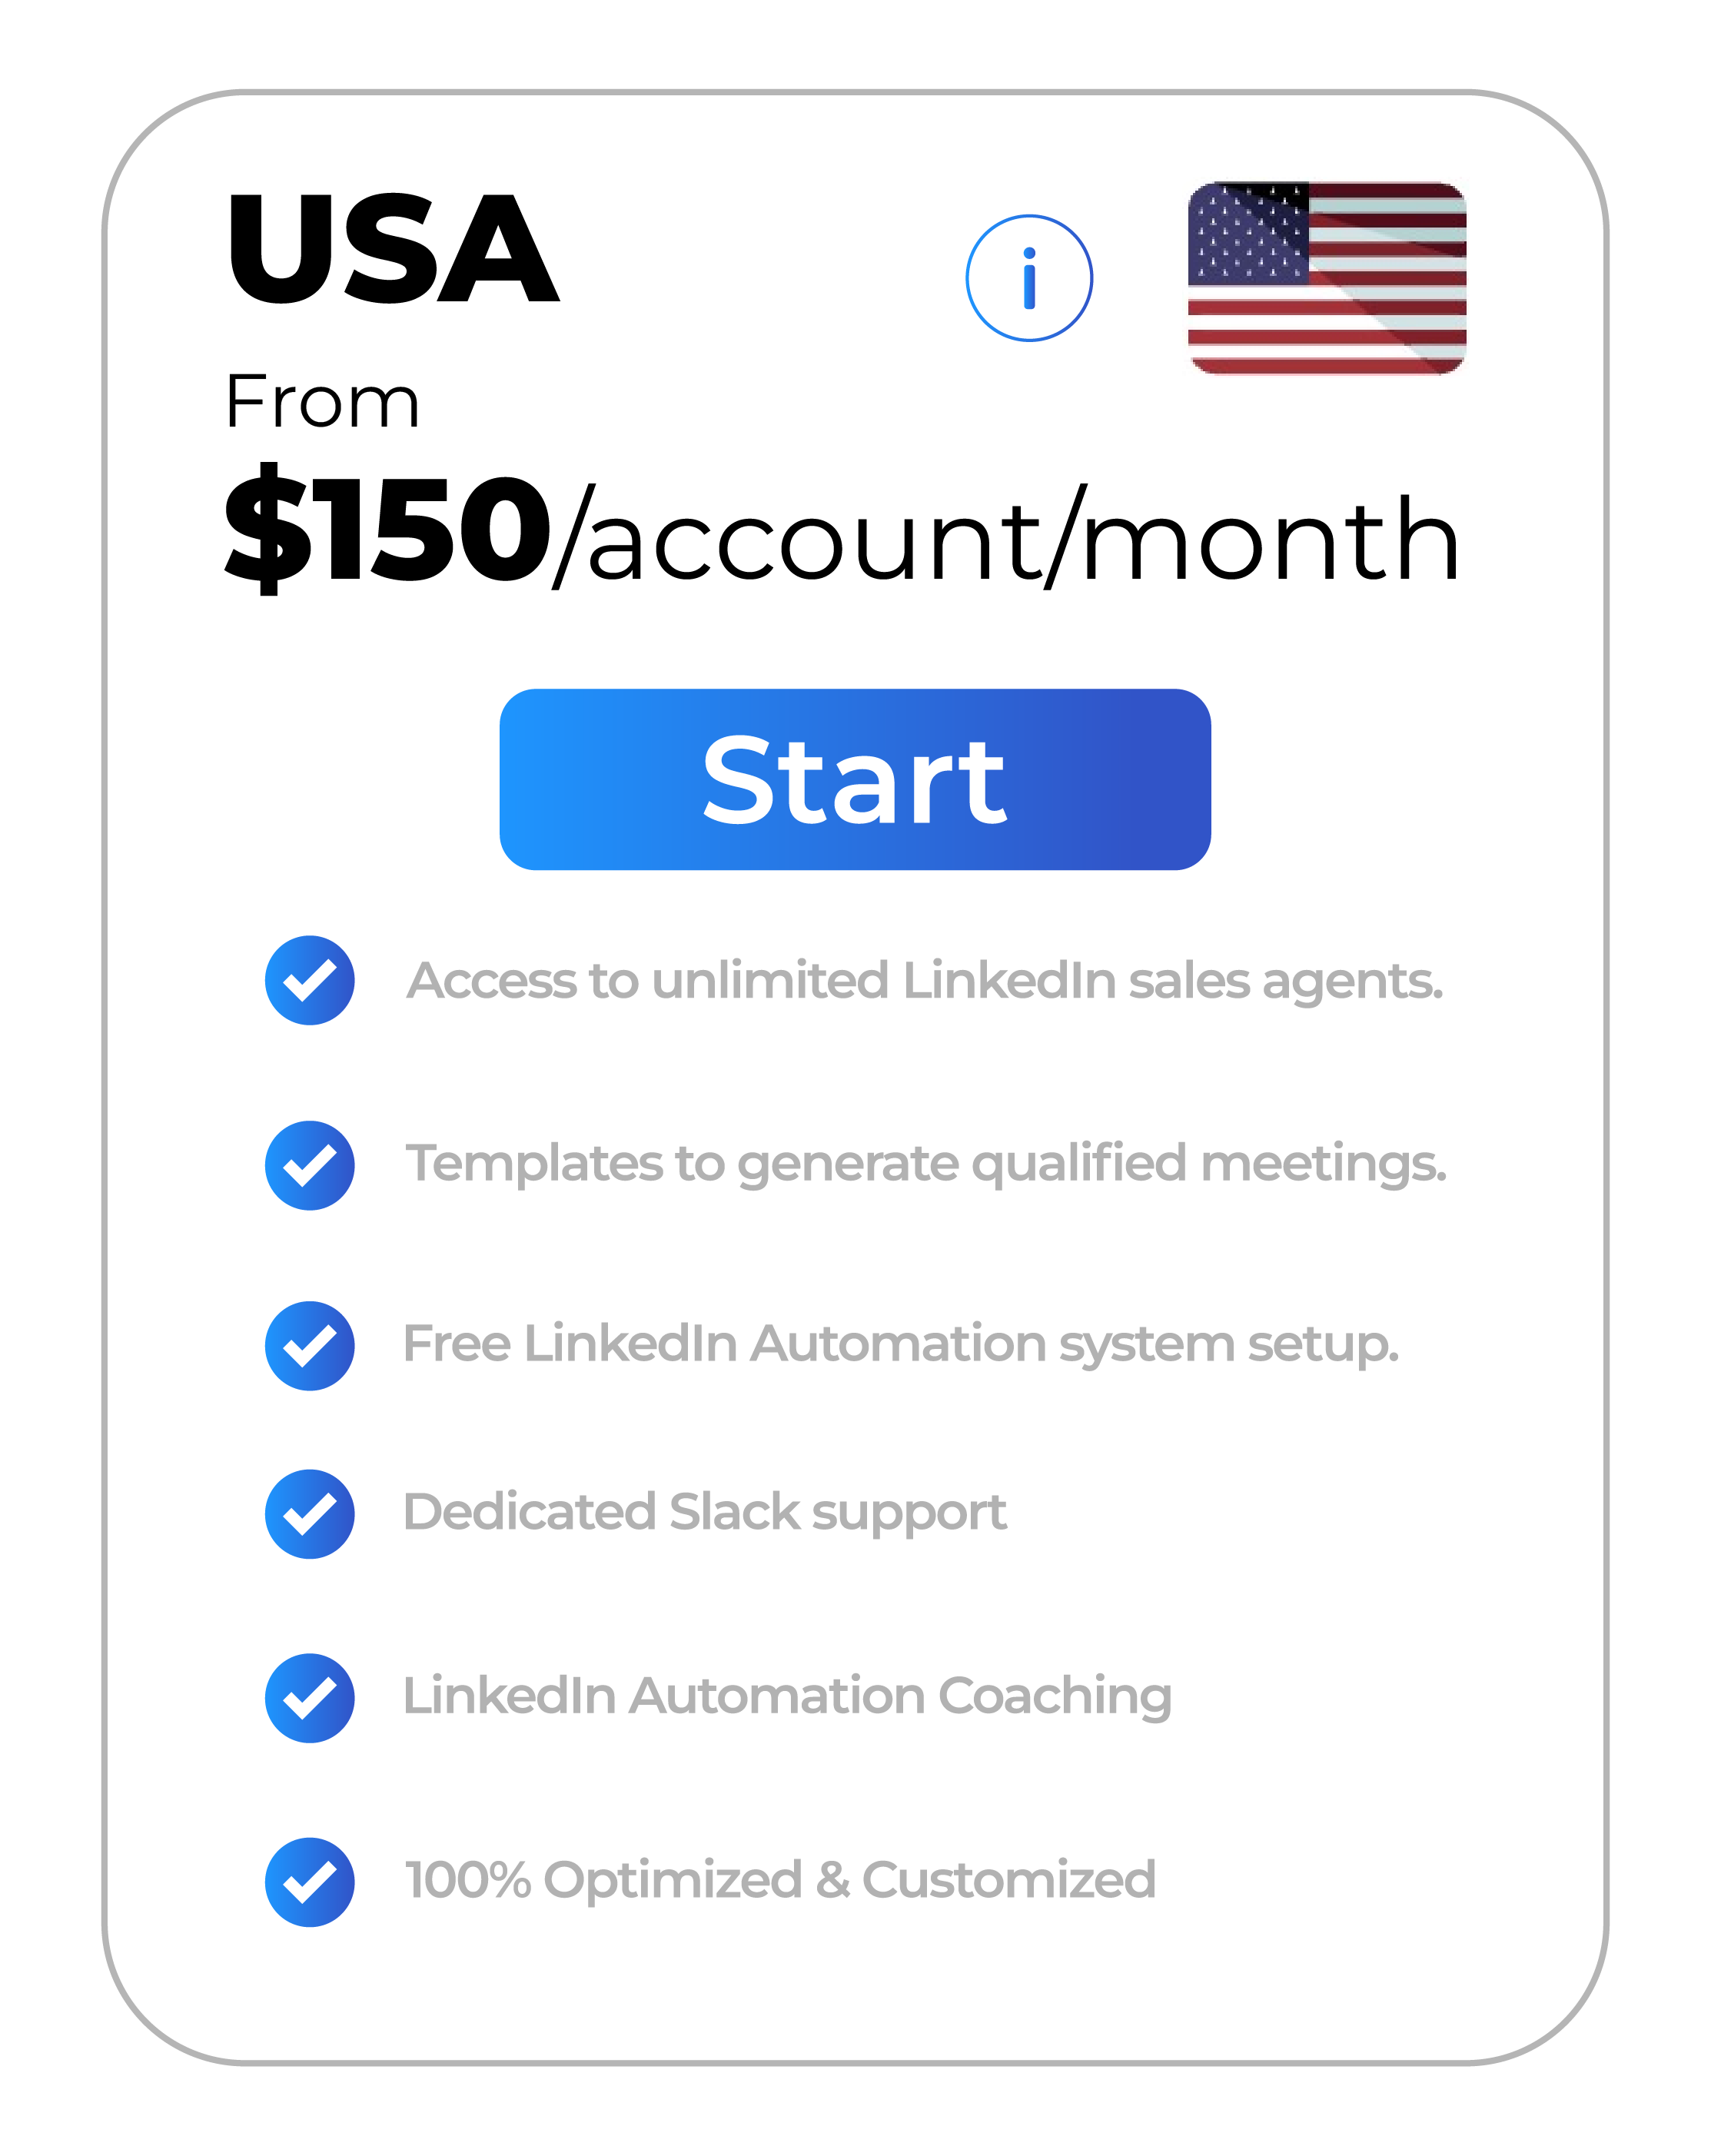 USA
From
$150/account/month
Start
Access to unlimited LinkedIn sales agents.
Templates to generate qualified meetings.
Free LinkedIn Automation system setup.
Dedicated Slack support
LinkedIn Automation Coaching
100% Optimized & Customized